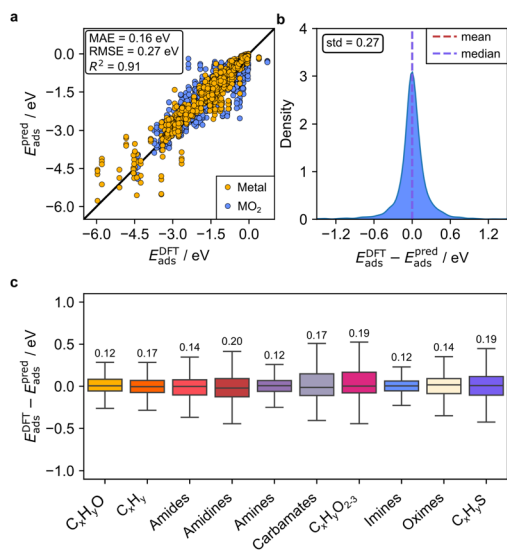 a
MAE = 0.16 eV
RMSE = 0.27 eV
R² = 0.91
0.0
−1.5
−3.0
−4.5
−6.0
E_ads^pred / eV
Metal
MO₂
−6.0 −4.5 −3.0 −1.5 0.0
E_ads^DFT / eV
b
std = 0.27
mean
median
4
3
2
1
0
Density
−1.2 −0.6 0.0 0.6 1.2
E_ads^DFT − E_ads^pred / eV
c
1.0
0.5
0.0
−0.5
−1.0
E_ads^DFT − E_ads^pred / eV
0.12 0.17 0.14 0.20 0.12 0.17 0.19 0.12 0.14 0.19
CₓHᵧO
CₓHᵧ
Amides
Amidines
Amines
Carbamates
CₓHᵧO₂₋₃
Imines
Oximes
CₓHᵧS